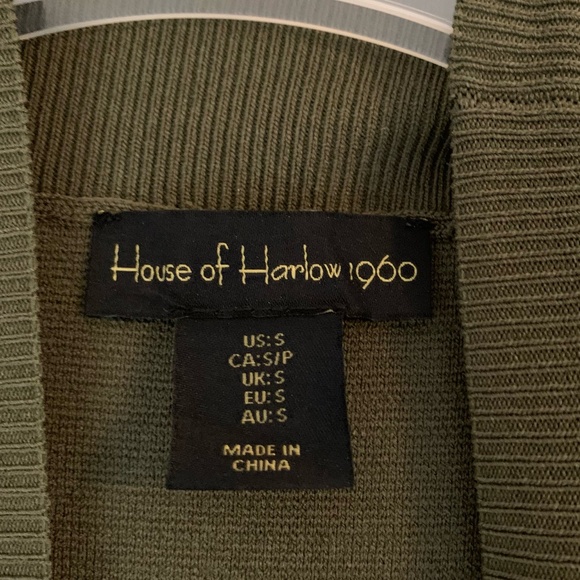 House of Harlow 1960
US: S
CA: S/P
UK: S
EU: S
AU: S
MADE IN
CHINA